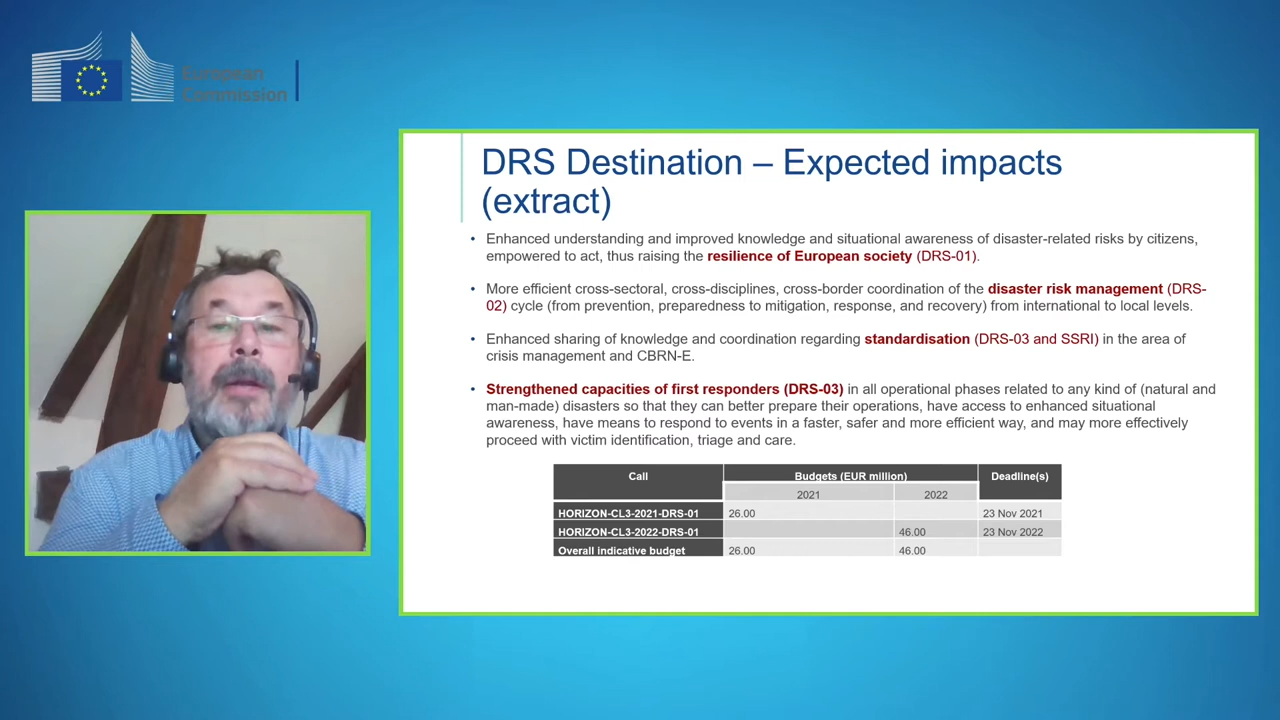 European
Commission
DRS Destination – Expected impacts
(extract)
• Enhanced understanding and improved knowledge and situational awareness of disaster-related risks by citizens,
empowered to act, thus raising the resilience of European society (DRS-01).
• More efficient cross-sectoral, cross-disciplines, cross-border coordination of the disaster risk management (DRS-
02) cycle (from prevention, preparedness to mitigation, response, and recovery) from international to local levels.
• Enhanced sharing of knowledge and coordination regarding standardisation (DRS-03 and SSRI) in the area of
crisis management and CBRN-E.
• Strengthened capacities of first responders (DRS-03) in all operational phases related to any kind of (natural and
man-made) disasters so that they can better prepare their operations, have access to enhanced situational
awareness, have means to respond to events in a faster, safer and more efficient way, and may more effectively
proceed with victim identification, triage and care.
Call Budgets (EUR million) Deadline(s)
2021 2022
HORIZON-CL3-2021-DRS-01 26.00 23 Nov 2021
HORIZON-CL3-2022-DRS-01 46.00 23 Nov 2022
Overall indicative budget 26.00 46.00